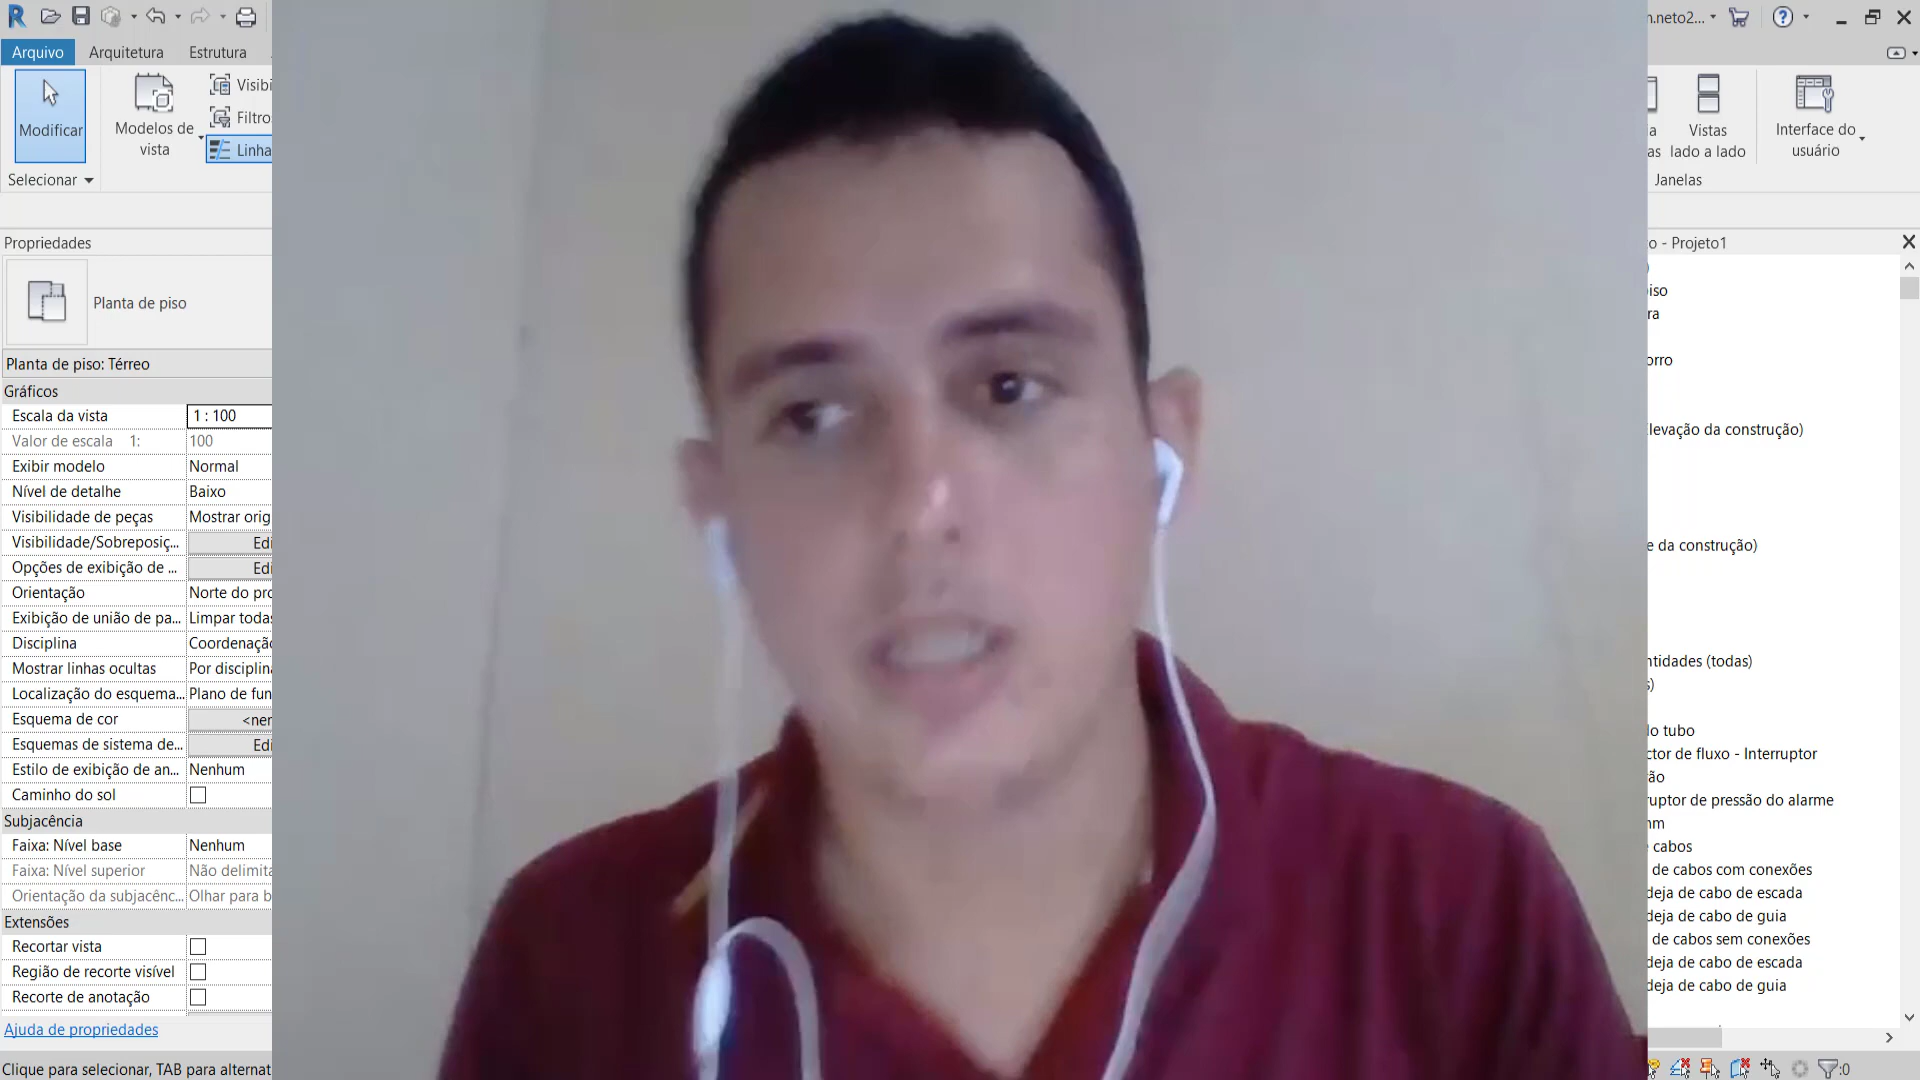 n.neto2...
Arquivo
Arquitetura
Estrutura
Modificar
Modelos de
vista
Visibi
Filtro
Linha
Selecionar
a
as
Vistas
lado a lado
Interface do
usuário
Janelas
Propriedades
Planta de piso
Planta de piso: Térreo
Gráficos
Escala da vista 1 : 100
Valor de escala 1: 100
Exibir modelo Normal
Nível de detalhe Baixo
Visibilidade de peças Mostrar orig
Visibilidade/Sobreposiç... Edi
Opções de exibição de ... Edi
Orientação Norte do pro
Exibição de união de pa... Limpar todas
Disciplina Coordenação
Mostrar linhas ocultas Por disciplina
Localização do esquema... Plano de fun
Esquema de cor <ner
Esquemas de sistema de... Edi
Estilo de exibição de an... Nenhum
Caminho do sol
Subjacência
Faixa: Nível base Nenhum
Faixa: Nível superior Não delimita
Orientação da subjacênc... Olhar para b
Extensões
Recortar vista
Região de recorte visível
Recorte de anotação
Ajuda de propriedades
Clique para selecionar, TAB para alternat
o - Projeto1
)
iso
ra
orro
levação da construção)
e da construção)
ntidades (todas)
s)
lo tubo
ctor de fluxo - Interruptor
ão
ruptor de pressão do alarme
nm
cabos
de cabos com conexões
deja de cabo de escada
deja de cabo de guia
de cabos sem conexões
deja de cabo de escada
deja de cabo de guia
:0